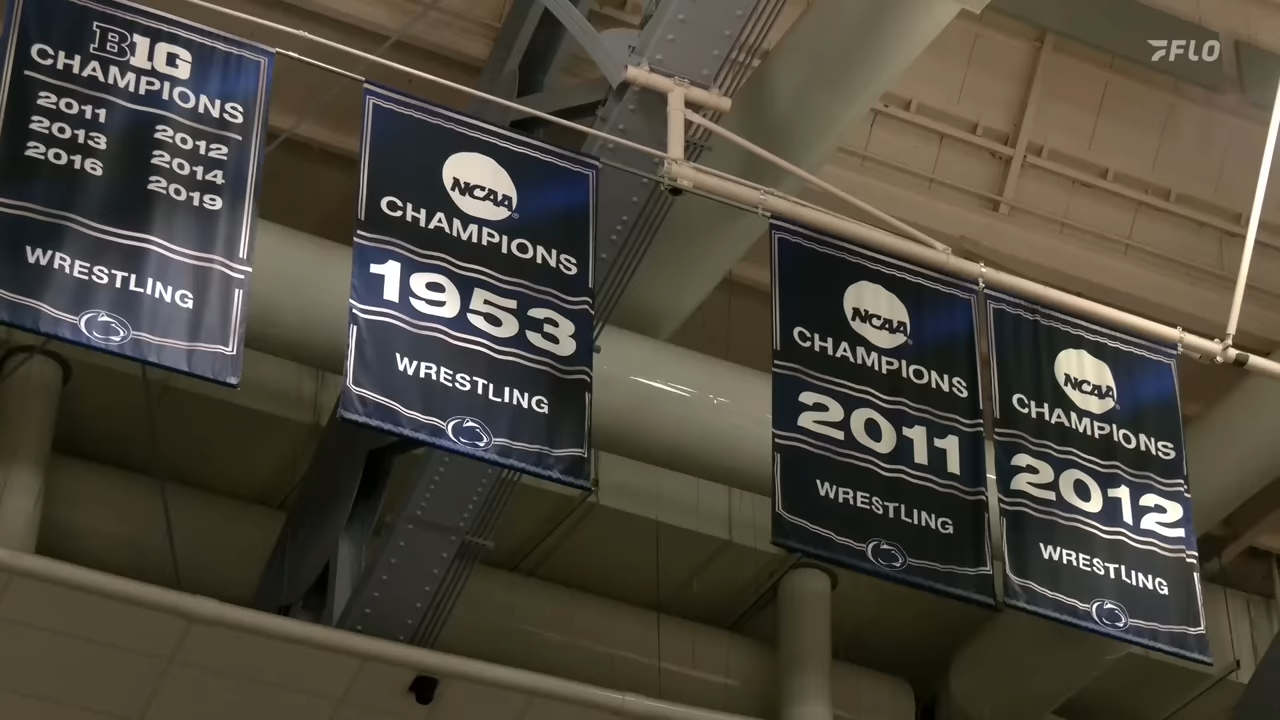 B1G
CHAMPIONS
2011 2012
2013 2014
2016 2019
WRESTLING
NCAA
CHAMPIONS
1953
WRESTLING
NCAA
CHAMPIONS
2011
WRESTLING
NCAA
CHAMPIONS
2012
WRESTLING
FLO